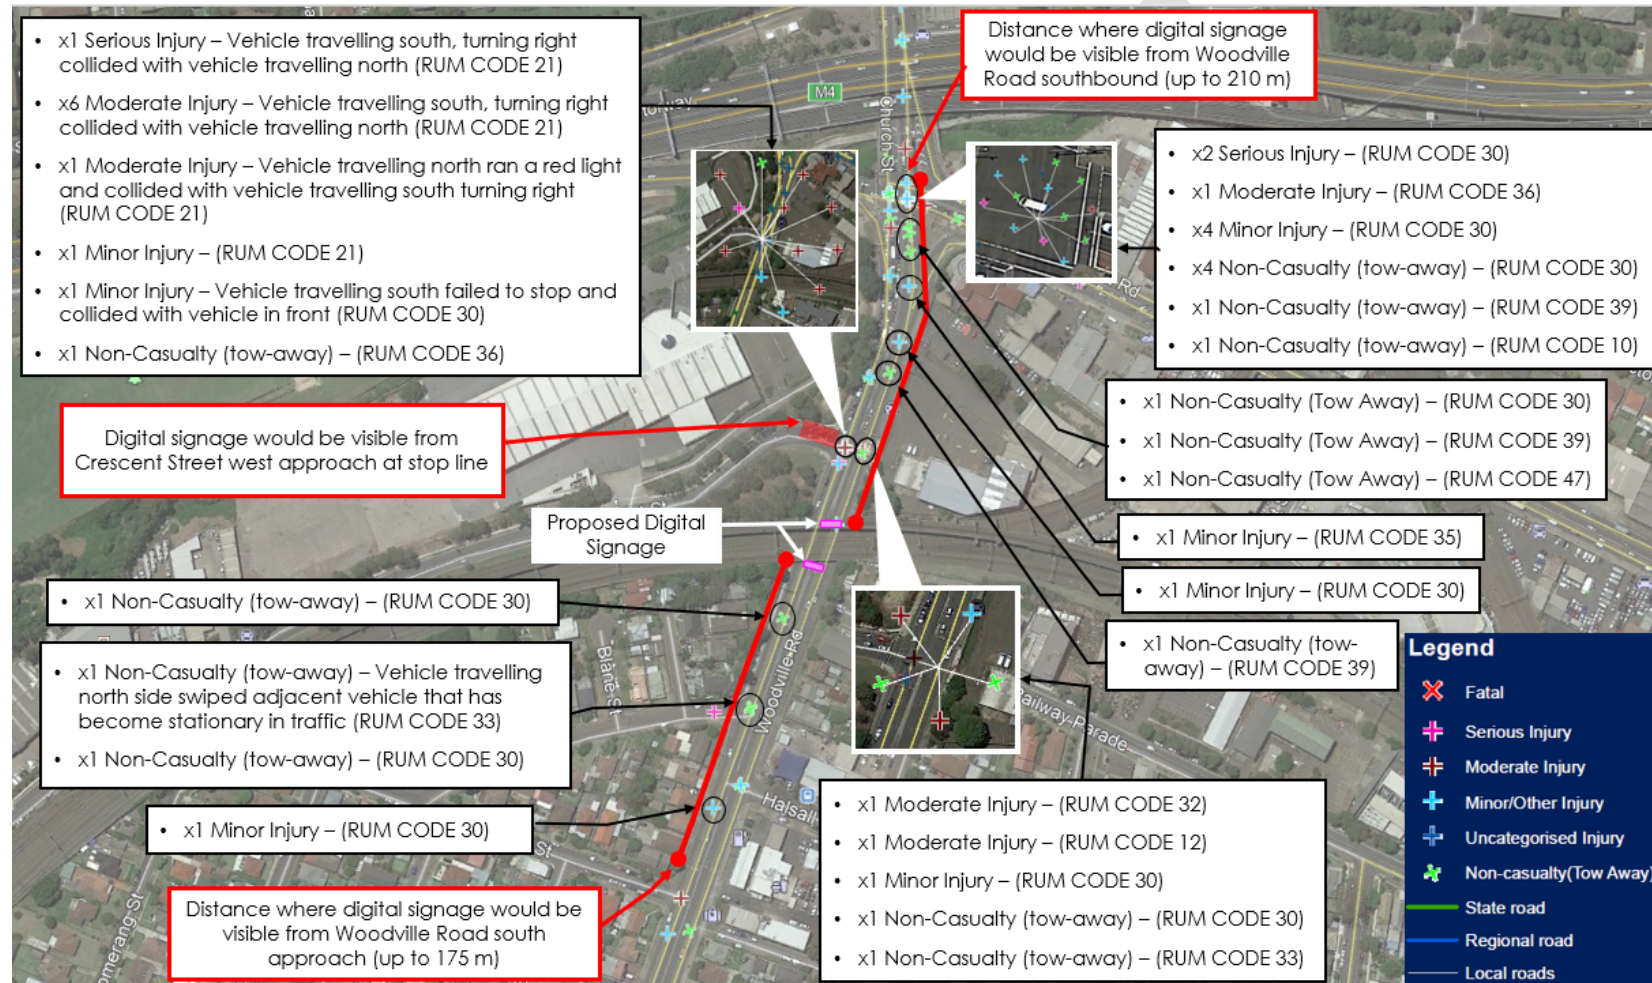 • x1 Serious Injury – Vehicle travelling south, turning right
collided with vehicle travelling north (RUM CODE 21)
• x6 Moderate Injury – Vehicle travelling south, turning right
collided with vehicle travelling north (RUM CODE 21)
• x1 Moderate Injury – Vehicle travelling north ran a red light
and collided with vehicle travelling south turning right
(RUM CODE 21)
• x1 Minor Injury – (RUM CODE 21)
• x1 Minor Injury – Vehicle travelling south failed to stop and
collided with vehicle in front (RUM CODE 30)
• x1 Non-Casualty (tow-away) – (RUM CODE 36)
Distance where digital signage
would be visible from Woodville
Road southbound (up to 210 m)
M4
Church St
• x2 Serious Injury – (RUM CODE 30)
• x1 Moderate Injury – (RUM CODE 36)
• x4 Minor Injury – (RUM CODE 30)
• x4 Non-Casualty (tow-away) – (RUM CODE 30)
• x1 Non-Casualty (tow-away) – (RUM CODE 39)
• x1 Non-Casualty (tow-away) – (RUM CODE 10)
Rd
• x1 Non-Casualty (Tow Away) – (RUM CODE 30)
• x1 Non-Casualty (Tow Away) – (RUM CODE 39)
• x1 Non-Casualty (Tow Away) – (RUM CODE 47)
Digital signage would be visible from
Crescent Street west approach at stop line
Proposed Digital
Signage
• x1 Minor Injury – (RUM CODE 35)
• x1 Minor Injury – (RUM CODE 30)
• x1 Non-Casualty (tow-
away) – (RUM CODE 39)
• x1 Non-Casualty (tow-away) – (RUM CODE 30)
• x1 Non-Casualty (tow-away) – Vehicle travelling
north side swiped adjacent vehicle that has
become stationary in traffic (RUM CODE 33)
• x1 Non-Casualty (tow-away) – (RUM CODE 30)
Blane St
Woodville Rd
Railway Parade
• x1 Minor Injury – (RUM CODE 30)
Halsall
St
Distance where digital signage would be
visible from Woodville Road south
approach (up to 175 m)
• x1 Moderate Injury – (RUM CODE 32)
• x1 Moderate Injury – (RUM CODE 12)
• x1 Minor Injury – (RUM CODE 30)
• x1 Non-Casualty (tow-away) – (RUM CODE 30)
• x1 Non-Casualty (tow-away) – (RUM CODE 33)
Legend
Fatal
Serious Injury
Moderate Injury
Minor/Other Injury
Uncategorised Injury
Non-casualty(Tow Away)
State road
Regional road
Local roads